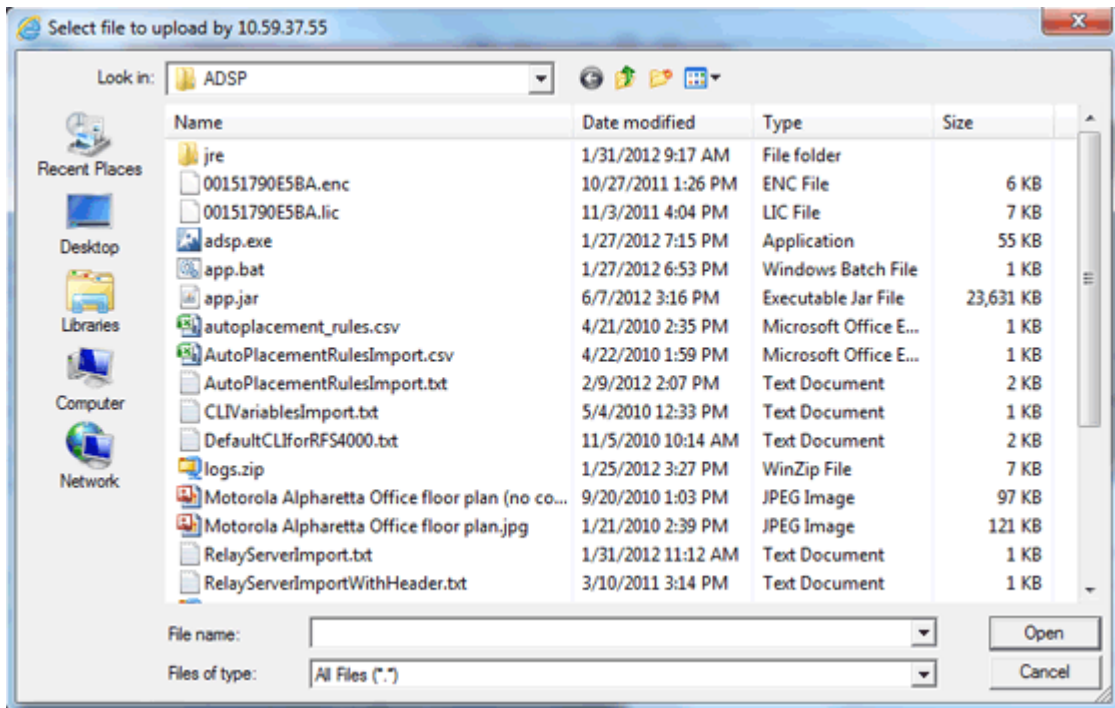 Select file to upload by 10.59.37.55
Look in: ADSP
Name Date modified Type Size
jre 1/31/2012 9:17 AM File folder
00151790E5BA.enc 10/27/2011 1:26 PM ENC File 6 KB
00151790E5BA.lic 11/3/2011 4:04 PM LIC File 7 KB
adsp.exe 1/27/2012 7:15 PM Application 55 KB
app.bat 1/27/2012 6:53 PM Windows Batch File 1 KB
app.jar 6/7/2012 3:16 PM Executable Jar File 23,631 KB
autoplacement_rules.csv 4/21/2010 2:35 PM Microsoft Office E... 1 KB
AutoPlacementRulesImport.csv 4/22/2010 1:59 PM Microsoft Office E... 1 KB
AutoPlacementRulesImport.txt 2/9/2012 2:07 PM Text Document 2 KB
CLIVariablesImport.txt 5/4/2010 12:33 PM Text Document 1 KB
DefaultCLIforRFS4000.txt 11/5/2010 10:14 AM Text Document 2 KB
logs.zip 1/25/2012 3:27 PM WinZip File 7 KB
Motorola Alpharetta Office floor plan (no co... 9/20/2010 1:03 PM JPEG Image 97 KB
Motorola Alpharetta Office floor plan.jpg 1/21/2010 2:39 PM JPEG Image 121 KB
RelayServerImport.txt 1/31/2012 11:12 AM Text Document 1 KB
RelayServerImportWithHeader.txt 3/10/2011 3:14 PM Text Document 1 KB
Recent Places
Desktop
Libraries
Computer
Network
File name: Open
Files of type: All Files (*.*) Cancel